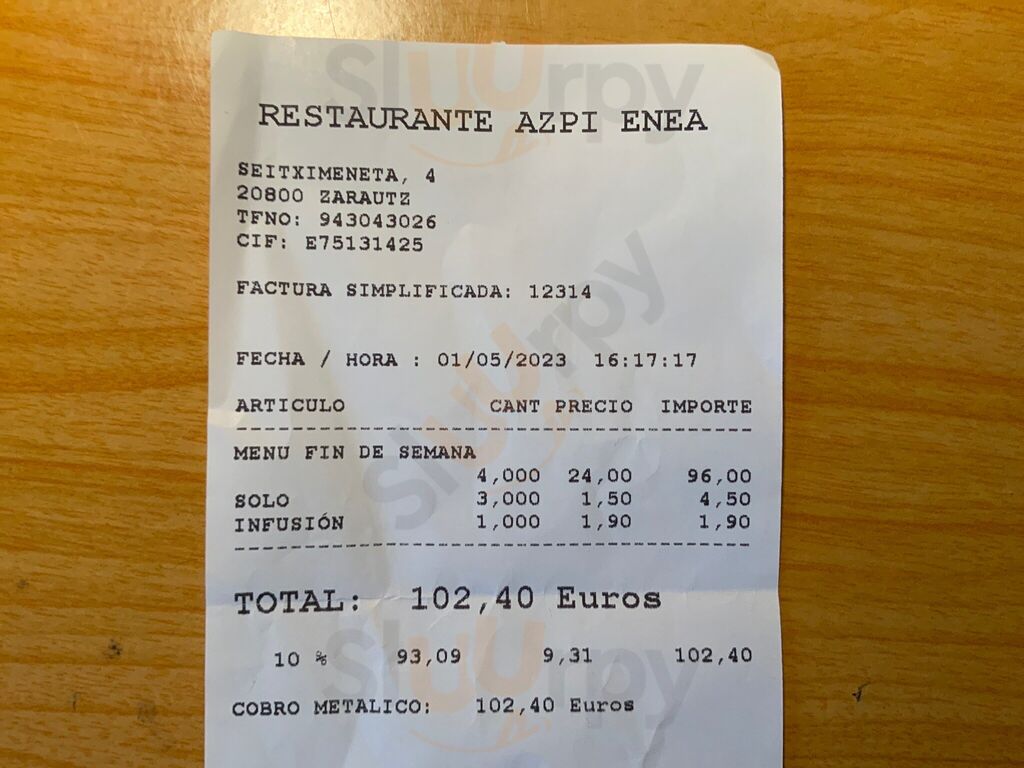 RESTAURANTE AZPI ENEA
SEITXIMENETA, 4
20800 ZARAUTZ
TFNO: 943043026
CIF: E75131425
FACTURA SIMPLIFICADA: 12314
FECHA / HORA : 01/05/2023 16:17:17
ARTICULO CANT PRECIO IMPORTE
MENU FIN DE SEMANA
4,000 24,00 96,00
SOLO 3,000 1,50 4,50
INFUSIÓN 1,000 1,90 1,90
TOTAL: 102,40 Euros
10 % 93,09 9,31 102,40
COBRO METALICO: 102,40 Euros
Sluurpy
Sluurpy
Sluurpy